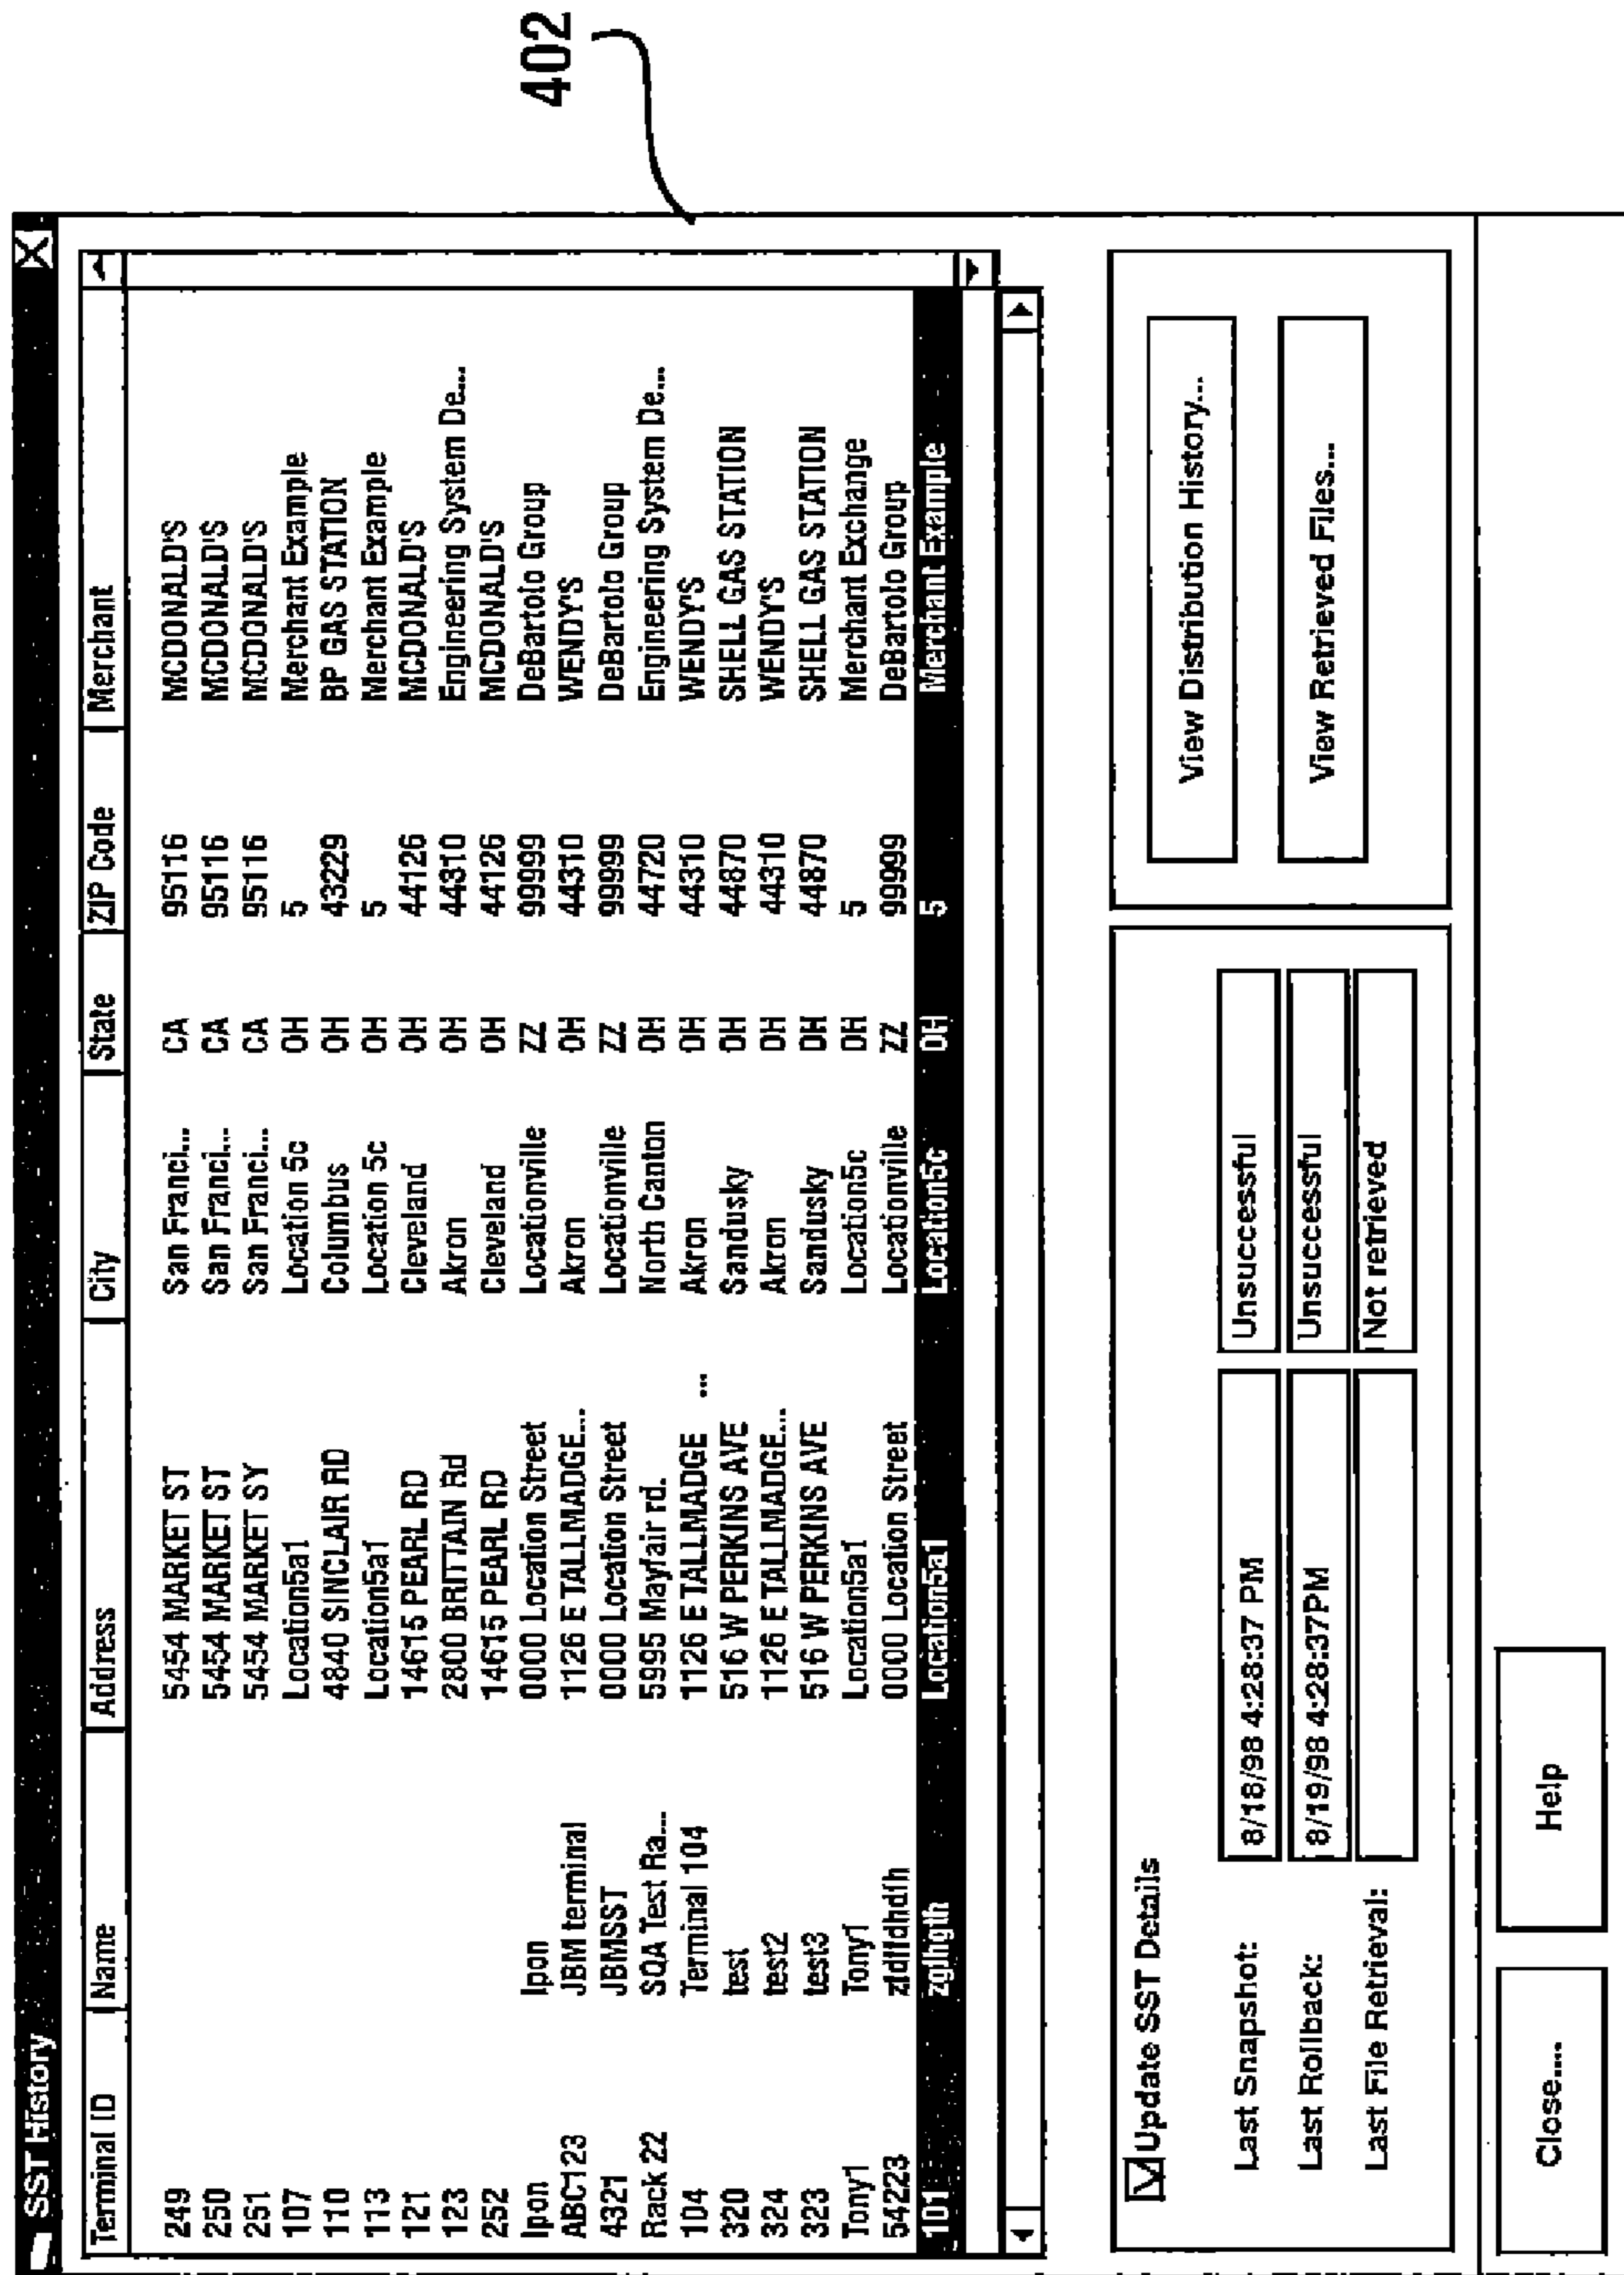 SST History
Terminal ID Name Address City State ZIP Code Merchant
249 5454 MARKET ST San Franci... CA 95116 MCDONALD'S
250 5454 MARKET ST San Franci... CA 95116 MCDONALD'S
251 5454 MARKET SY San Franci... CA 95116 MCDONALD'S
107 Location5a1 Location 5c OH 5 Merchant Example
110 4840 SINCLAIR RD Columbus OH 43229 BP GAS STATION
113 Location5a1 Location 5c OH 5 Merchant Example
121 14615 PEARL RD Cleveland OH 44126 MCDONALD'S
123 2800 BRITTAIN Rd Akron OH 44310 Engineering System De...
252 14615 PEARL RD Cleveland OH 44126 MCDONALD'S
Ipon Ipon 0000 Location Street Locationville ZZ 99999 DeBartolo Group
ABC123 JBM terminal 1126 E TALLMADGE... Akron OH 44310 WENDY'S
4321 JBMSST 0000 Location Street Locationville ZZ 99999 DeBartolo Group
Rack 22 SQA Test Ra... 5995 Mayfair rd. North Canton OH 44720 Engineering System De...
104 Terminal 104 1126 E TALLMADGE ... Akron OH 44310 WENDY'S
320 test 516 W PERKINS AVE Sandusky OH 44870 SHELL GAS STATION
324 test2 1126 E TALLMADGE... Akron OH 44310 WENDY'S
323 test3 516 W PERKINS AVE Sandusky OH 44870 SHELL GAS STATION
Tony1 Tony1 Location5a1 Location5c OH 5 Merchant Exchange
54223 0000 Location Street Locationville ZZ 99999 DeBartolo Group
101 Location5a1 Location5c OH 5 Merchant Example
402
Update SST Details
Last Snapshot: 8/18/98 4:28:37 PM Unsuccessful
Last Rollback: 8/19/98 4:28:37PM Unsuccessful
Last File Retrieval: Not retrieved
View Distribution History...
View Retrieved Files...
Close.... Help